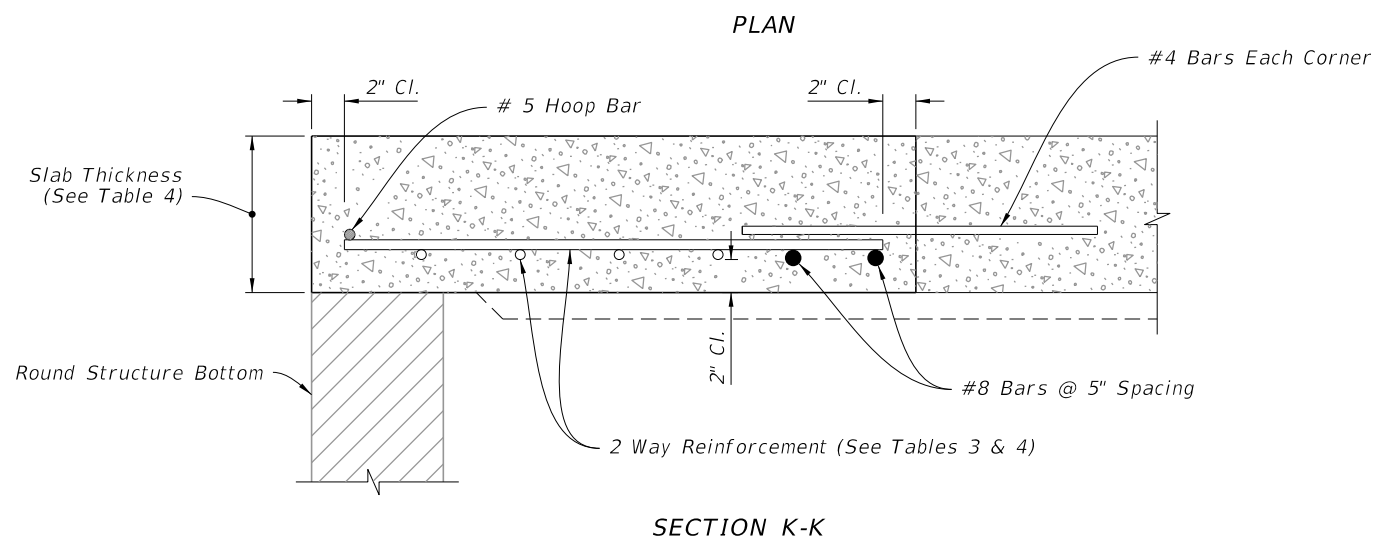 PLAN
#4 Bars Each Corner
2" Cl.
2" Cl.
# 5 Hoop Bar
Slab Thickness
(See Table 4)
2" Cl.
Round Structure Bottom
#8 Bars @ 5" Spacing
2 Way Reinforcement (See Tables 3 & 4)
SECTION K-K